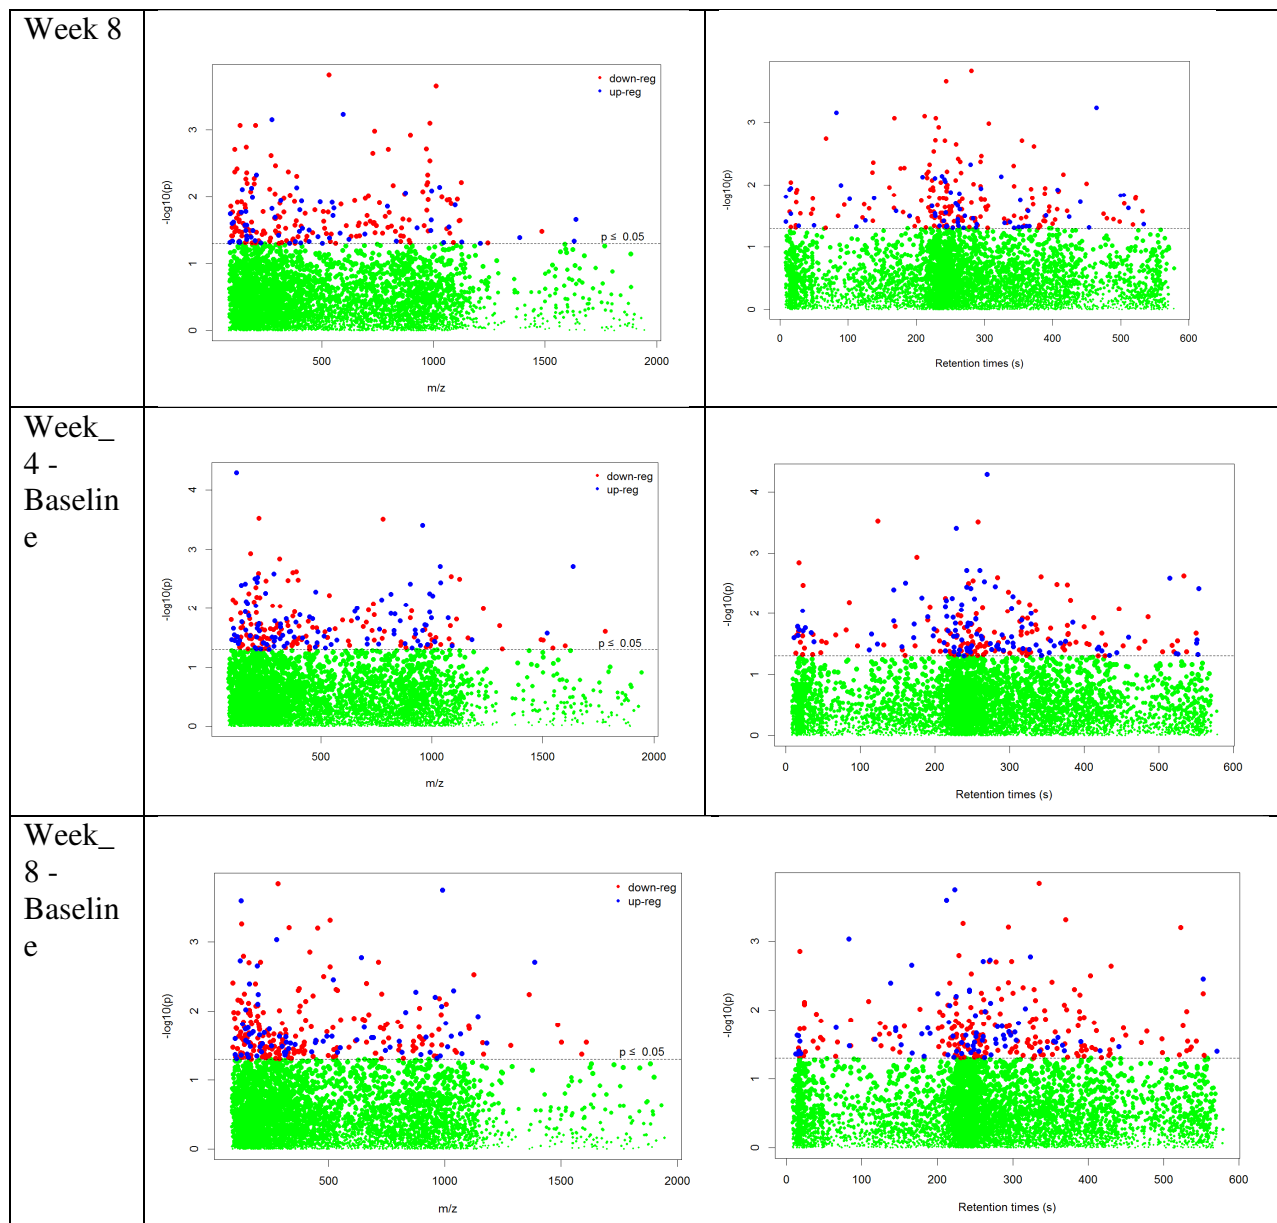 Week 8
down-reg
up-reg
p ≤ 0.05
-log10(p)
0
1
2
3
500
1000
1500
2000
m/z
-log10(p)
0
1
2
3
0
100
200
300
400
500
600
Retention times (s)
Week_
4 -
Baselin
e
down-reg
up-reg
p ≤ 0.05
-log10(p)
0
1
2
3
4
500
1000
1500
2000
m/z
-log10(p)
0
1
2
3
4
0
100
200
300
400
500
600
Retention times (s)
Week_
8 -
Baselin
e
down-reg
up-reg
p ≤ 0.05
-log10(p)
0
1
2
3
500
1000
1500
2000
m/z
-log10(p)
0
1
2
3
0
100
200
300
400
500
600
Retention times (s)